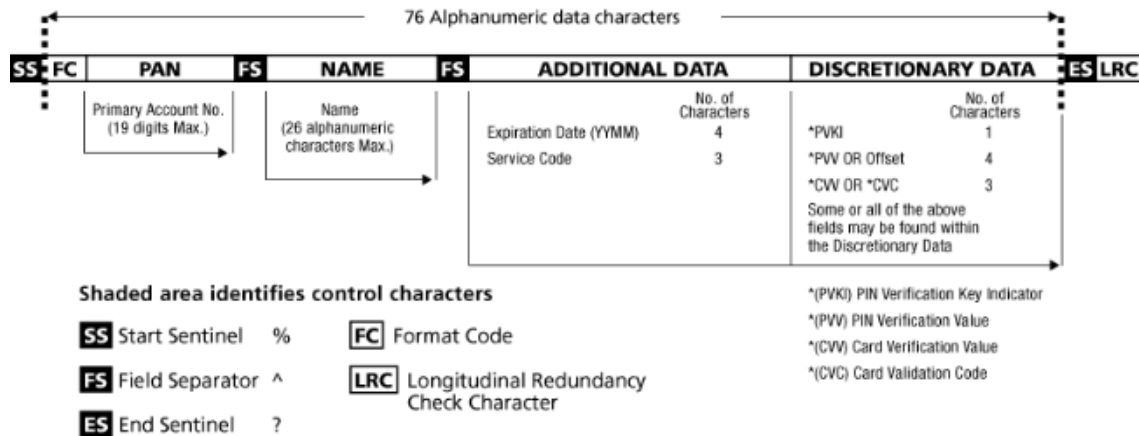 76 Alphanumeric data characters
SS FC PAN FS NAME FS ADDITIONAL DATA DISCRETIONARY DATA ES LRC
Primary Account No.
(19 digits Max.)
Name
(26 alphanumeric
characters Max.)
No. of
Characters
Expiration Date (YYMM) 4
Service Code 3
No. of
Characters
*PVKI 1
*PVV OR Offset 4
*CVV OR *CVC 3
Some or all of the above
fields may be found within
the Discretionary Data
Shaded area identifies control characters
SS Start Sentinel %
FC Format Code
FS Field Separator ^
LRC Longitudinal Redundancy
Check Character
ES End Sentinel ?
*(PVKI) PIN Verification Key Indicator
*(PVV) PIN Verification Value
*(CVV) Card Verification Value
*(CVC) Card Validation Code